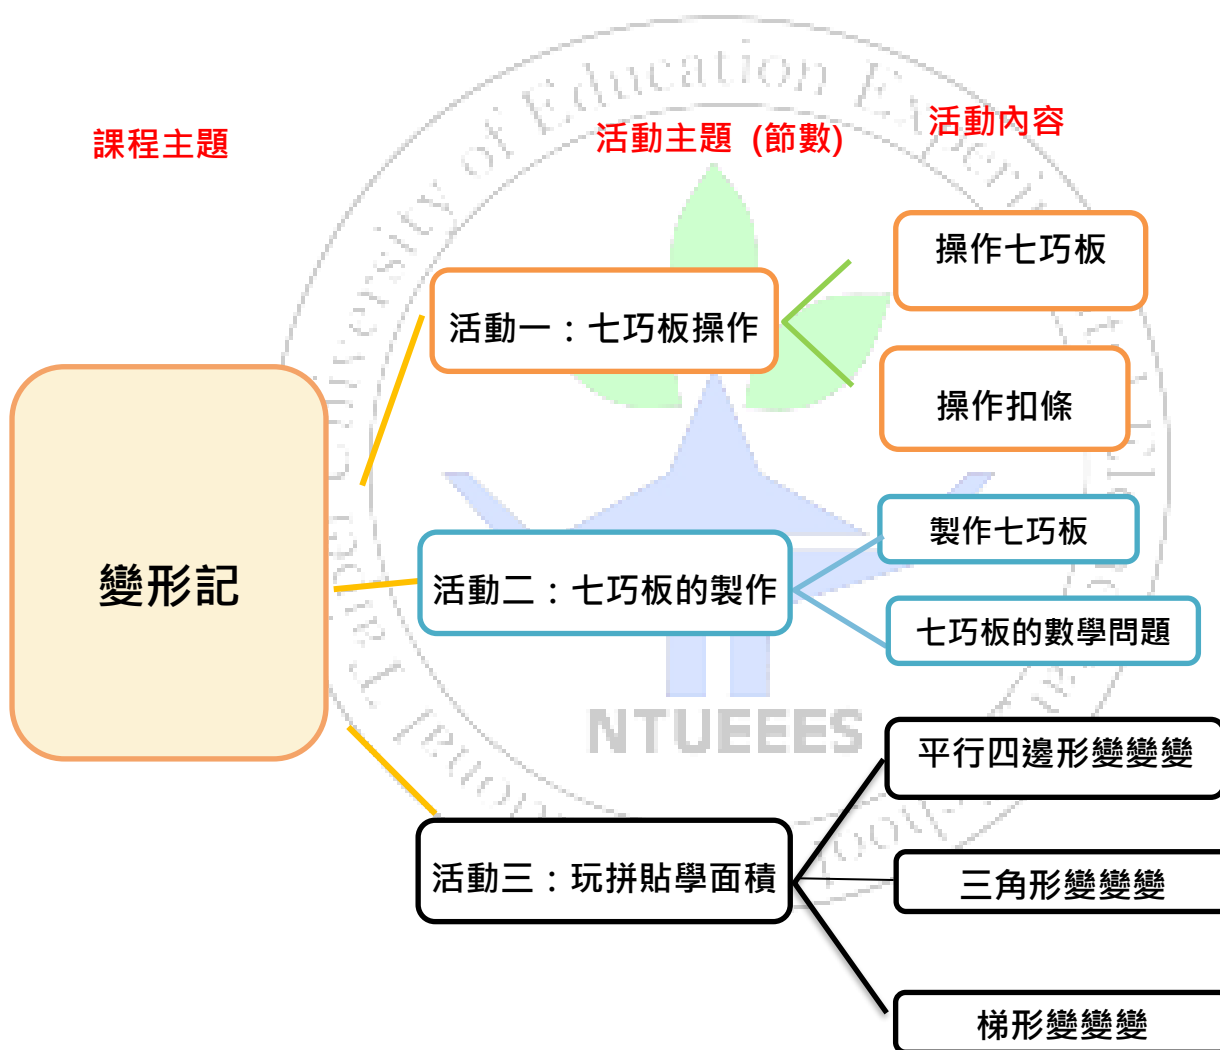 課程主題
活動主題 (節數)
活動內容
變形記
活動一：七巧板操作
操作七巧板
操作扣條
活動二：七巧板的製作
製作七巧板
七巧板的數學問題
活動三：玩拼貼學面積
平行四邊形變變變
三角形變變變
梯形變變變
NTUEEES